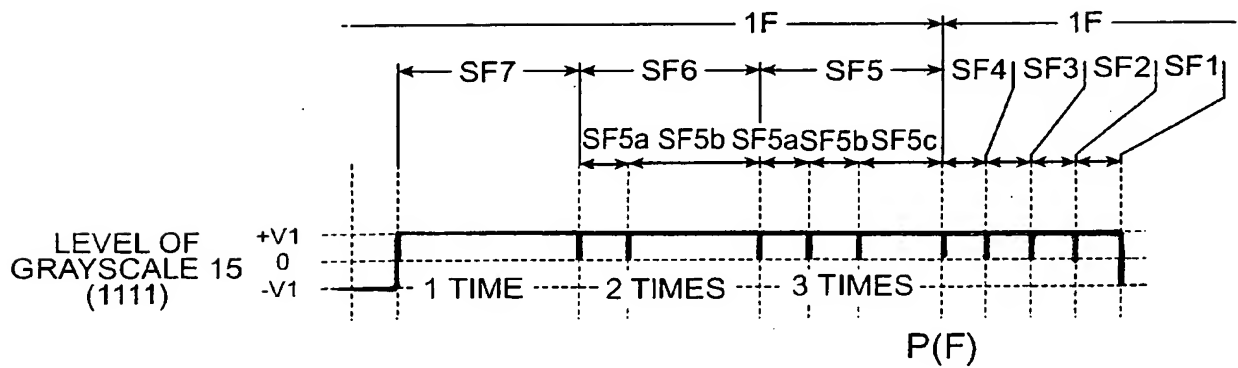 1F 1F
SF7 SF6 SF5 SF4 SF3 SF2 SF1
SF5a SF5b SF5a SF5b SF5c
LEVEL OF
GRAYSCALE 15
(1111)
+V1
0
-V1
1 TIME 2 TIMES 3 TIMES
P(F)